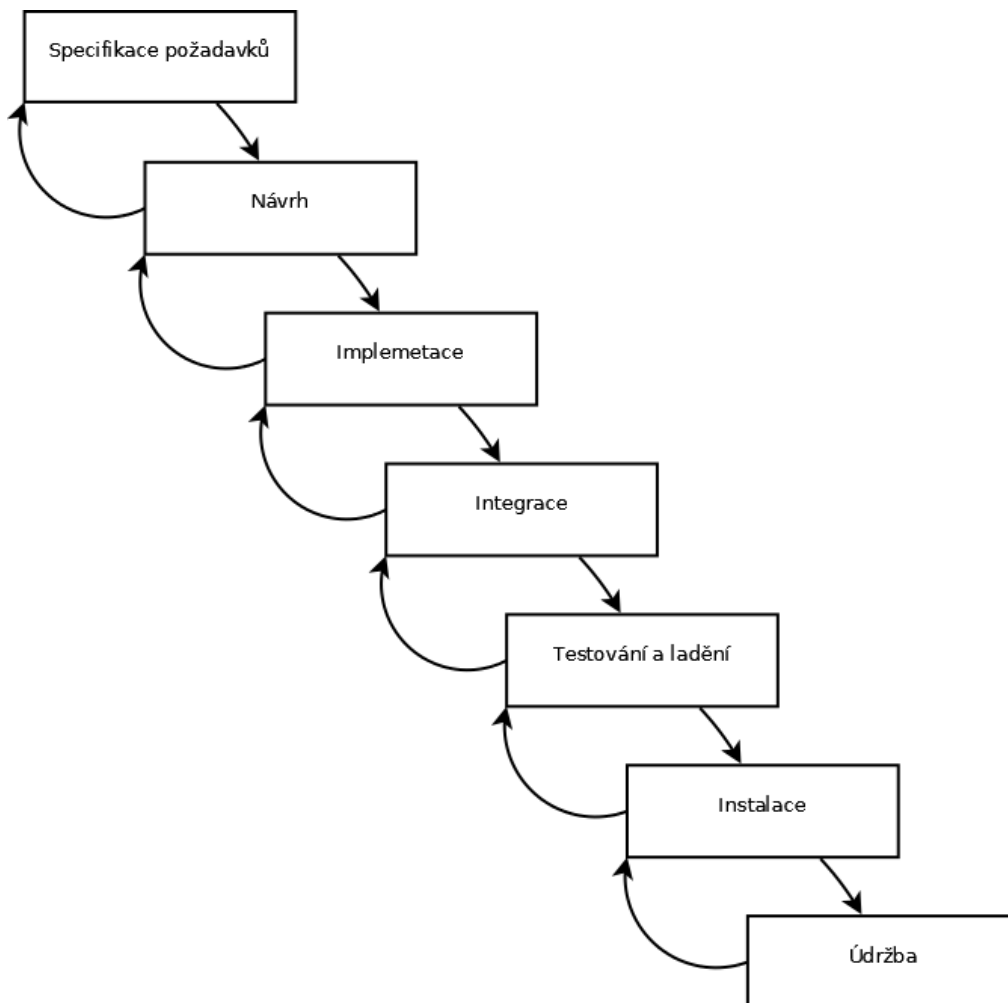 Specifikace požadavků
Návrh
Implemetace
Integrace
Testování a ladění
Instalace
Údržba